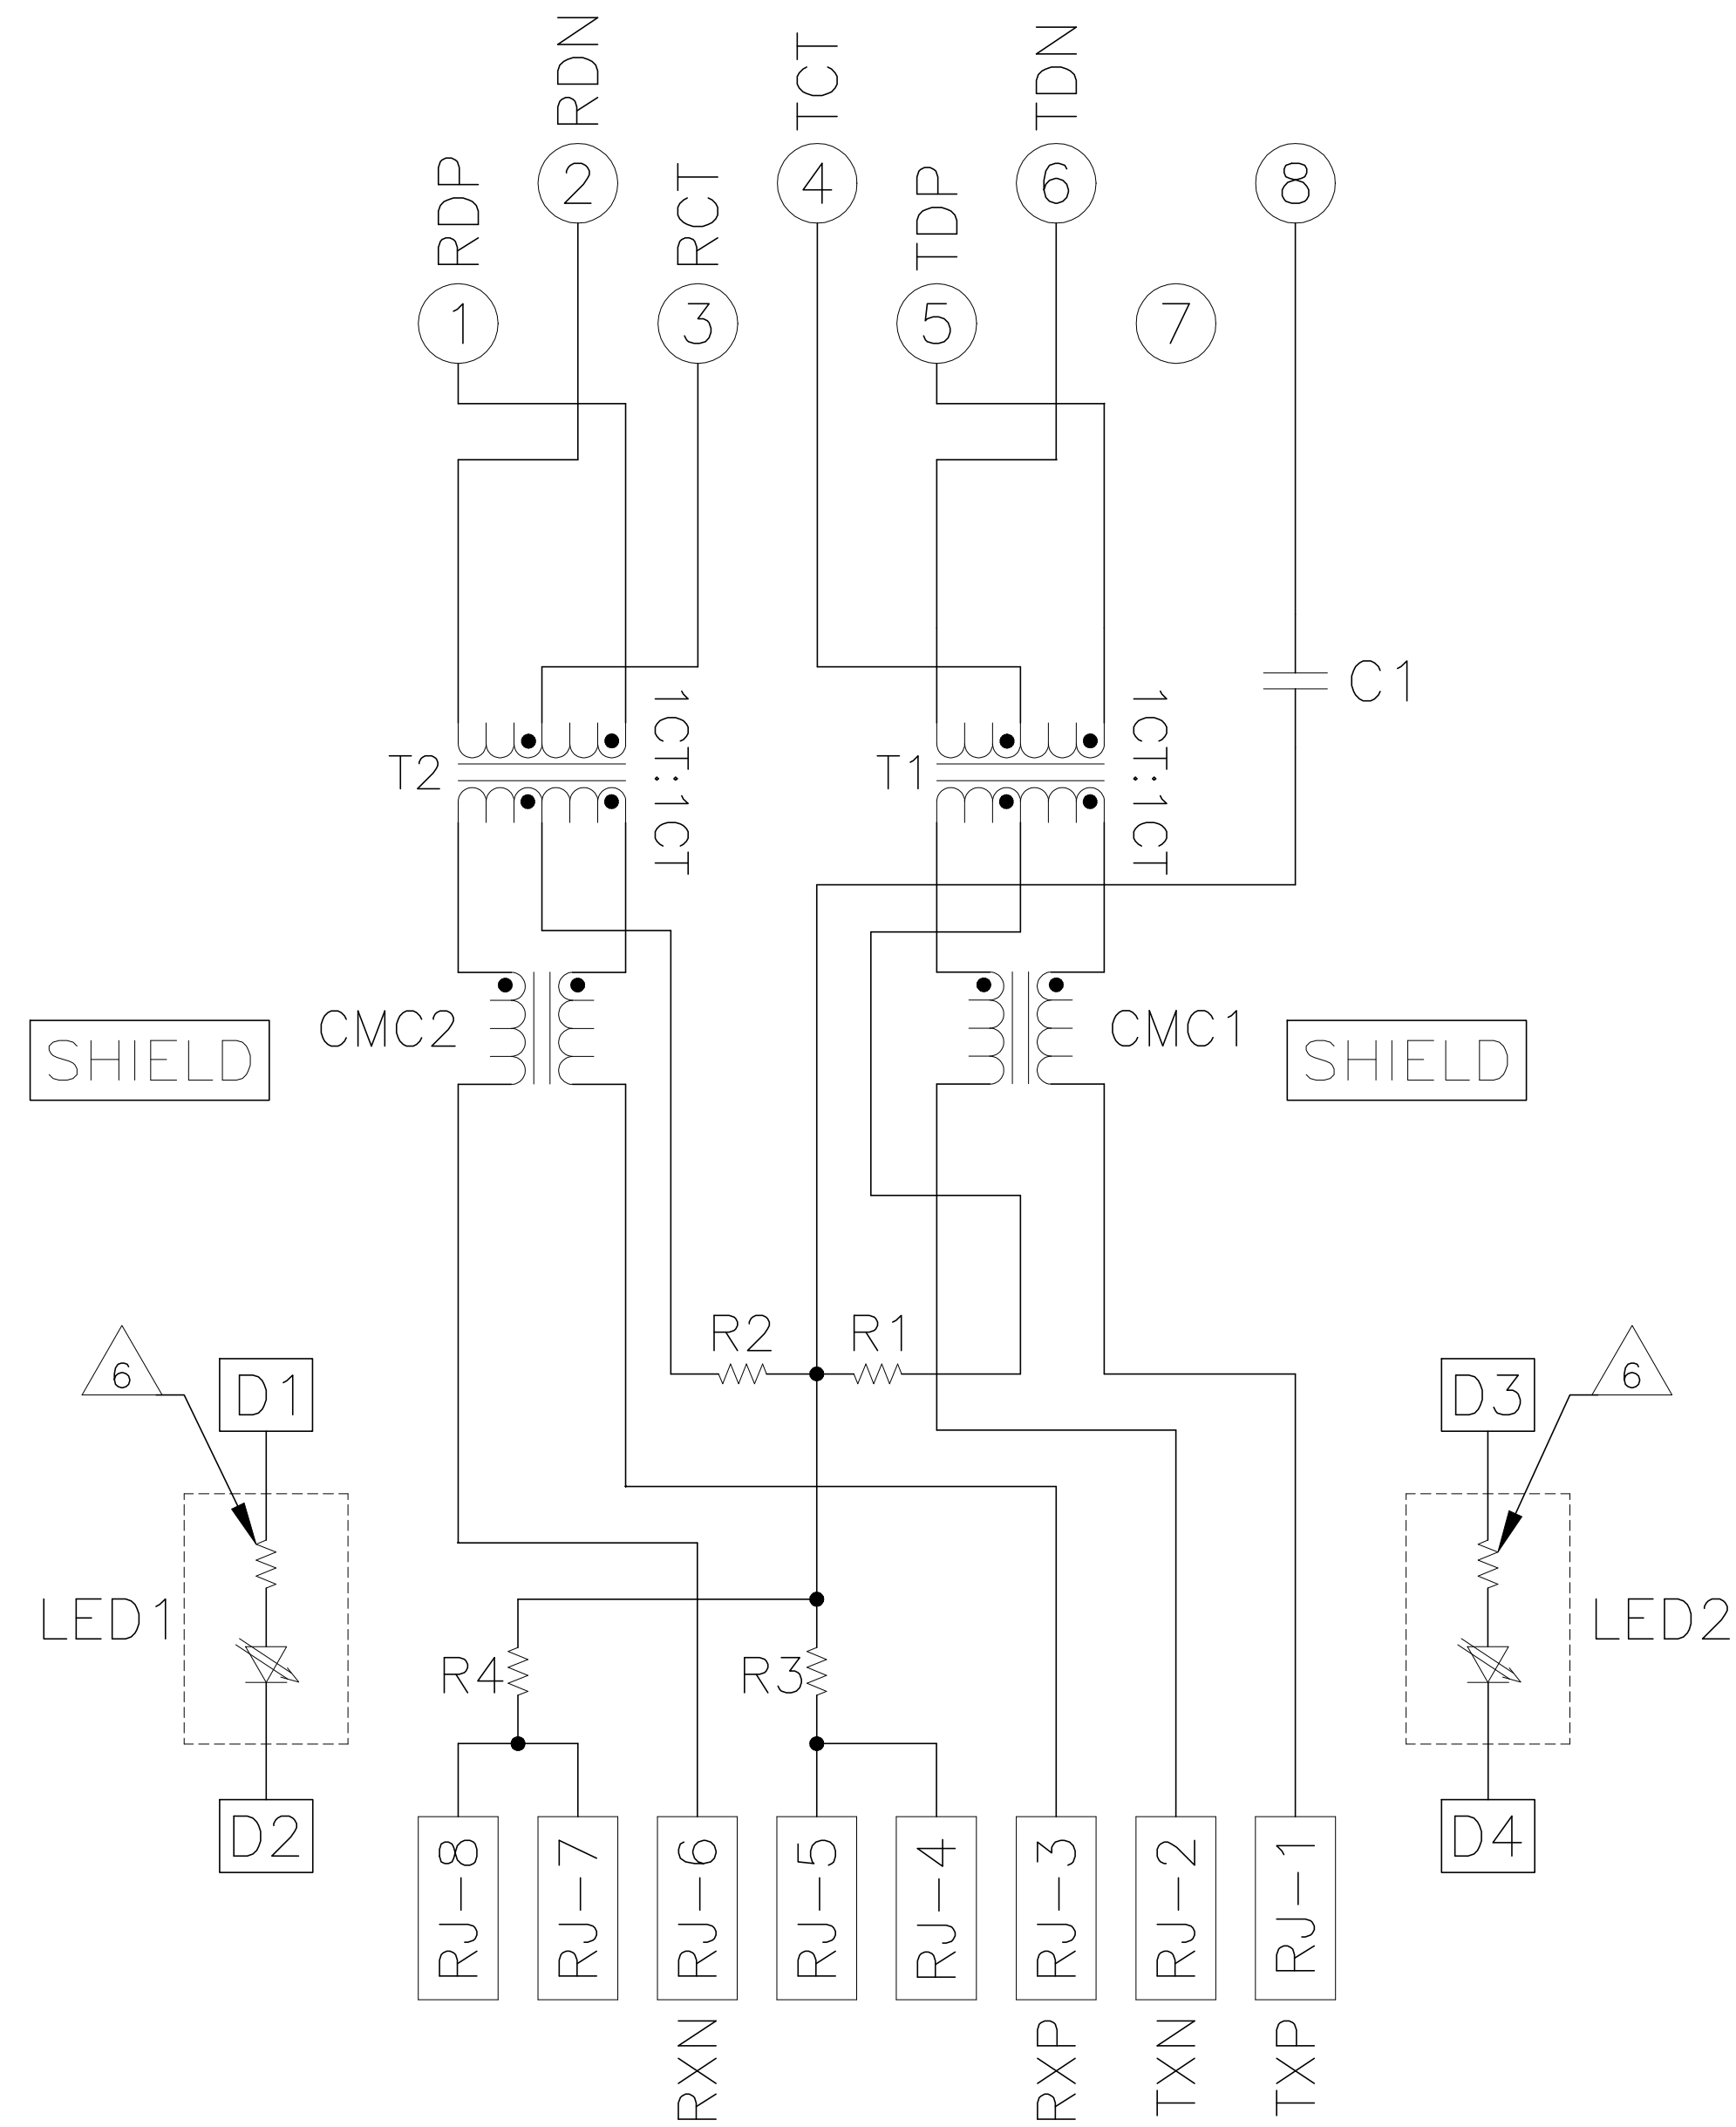 RDN
TCT
TDN
RDP
2
RCT
4
TDP
6
8
1
3
5
7
C1
T2
1CT:1CT
T1
1CT:1CT
CMC2
CMC1
SHIELD
SHIELD
R2
R1
6
D1
D3
6
LED1
LED2
R4
R3
D2
D4
RJ-8
RJ-7
RJ-6
RJ-5
RJ-4
RJ-3
RJ-2
RJ-1
RXN
RXP
TXN
TXP